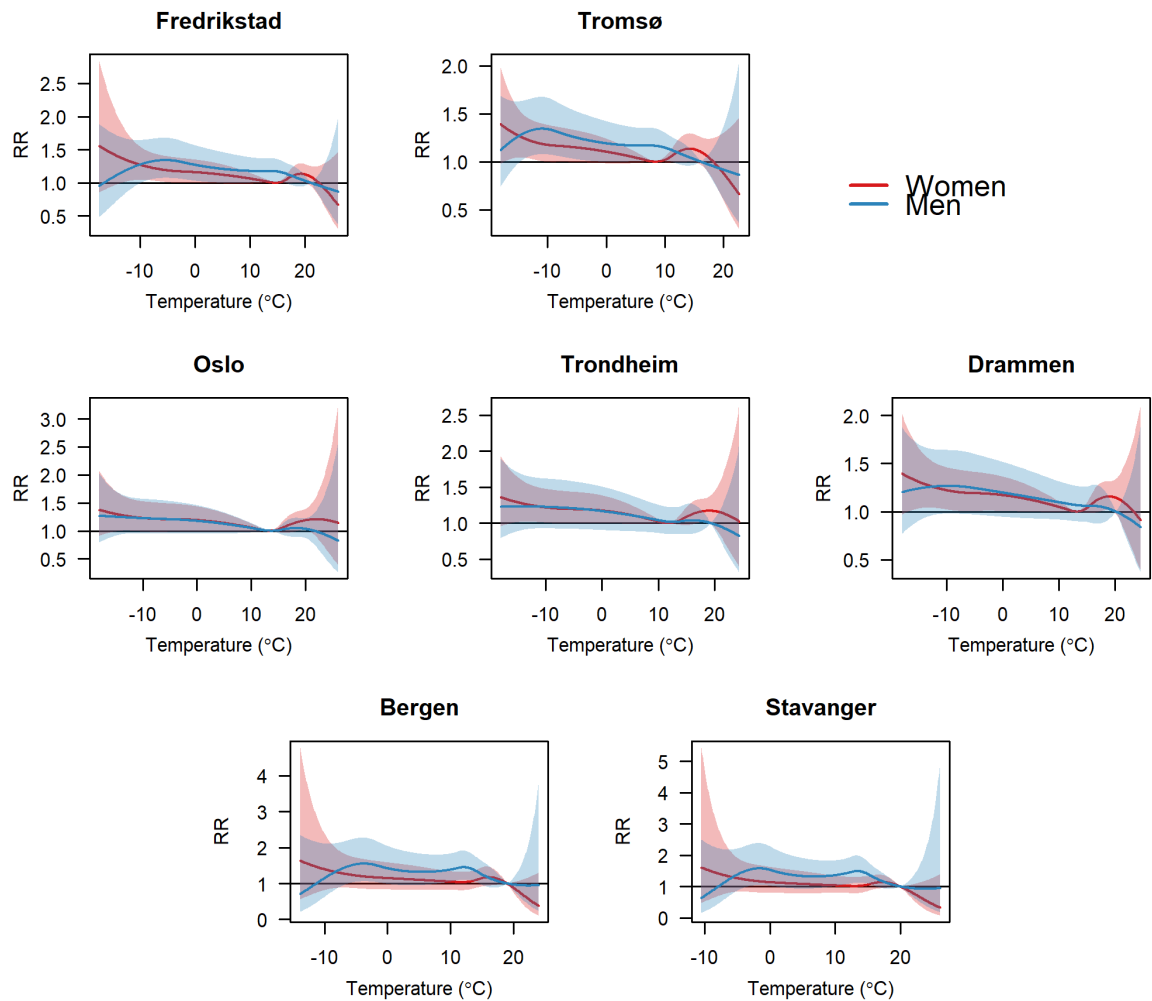 Fredrikstad
RR
2.5
2.0
1.5
1.0
0.5
-10 0 10 20
Temperature (°C)
Tromsø
RR
2.0
1.5
1.0
0.5
-10 0 10 20
Temperature (°C)
Women
Men
Oslo
RR
3.0
2.5
2.0
1.5
1.0
0.5
-10 0 10 20
Temperature (°C)
Trondheim
RR
2.5
2.0
1.5
1.0
0.5
-10 0 10 20
Temperature (°C)
Drammen
RR
2.0
1.5
1.0
0.5
-10 0 10 20
Temperature (°C)
Bergen
RR
4
3
2
1
0
-10 0 10 20
Temperature (°C)
Stavanger
RR
5
4
3
2
1
0
-10 0 10 20
Temperature (°C)